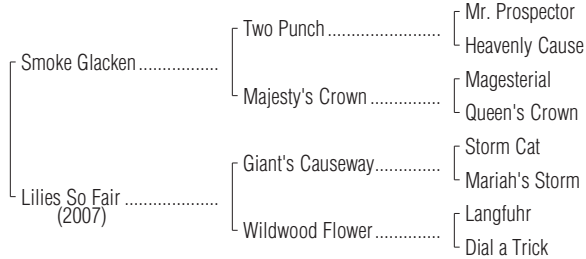 Mr. Prospector
Two Punch
Heavenly Cause
Smoke Glacken
Magesterial
Majesty's Crown
Queen's Crown
Storm Cat
Giant's Causeway
Mariah's Storm
Lilies So Fair
(2007)
Langfuhr
Wildwood Flower
Dial a Trick